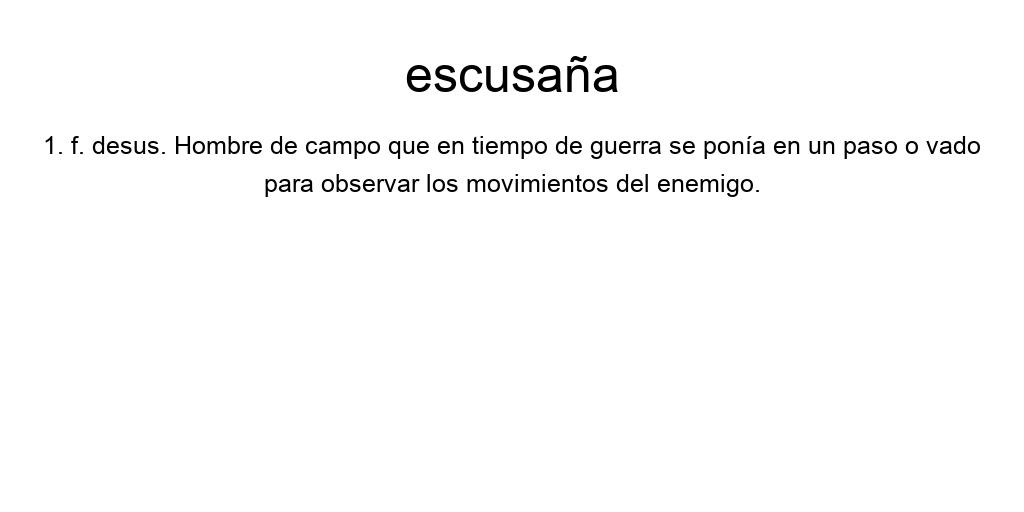 escusaña
1. f. desus. Hombre de campo que en tiempo de guerra se ponía en un paso o vado
para observar los movimientos del enemigo.